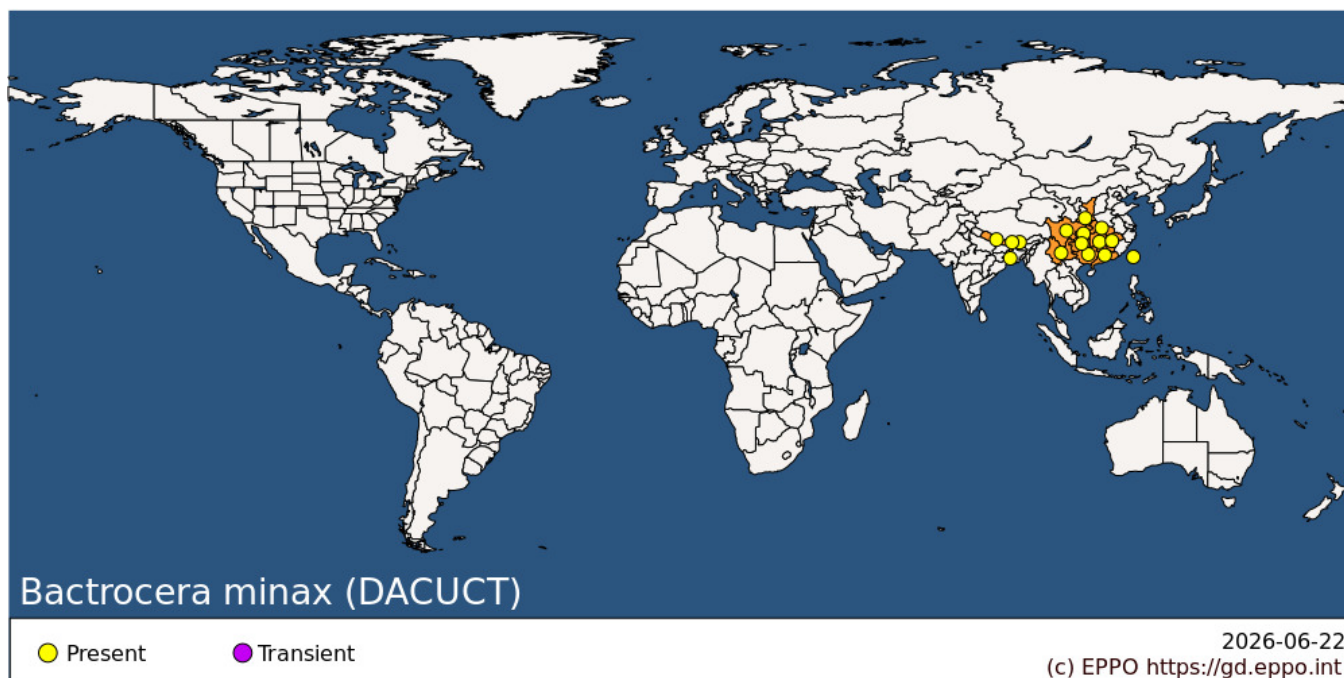 Bactrocera minax (DACUCT)
Present
Transient
2026-06-22
(c) EPPO https://gd.eppo.int